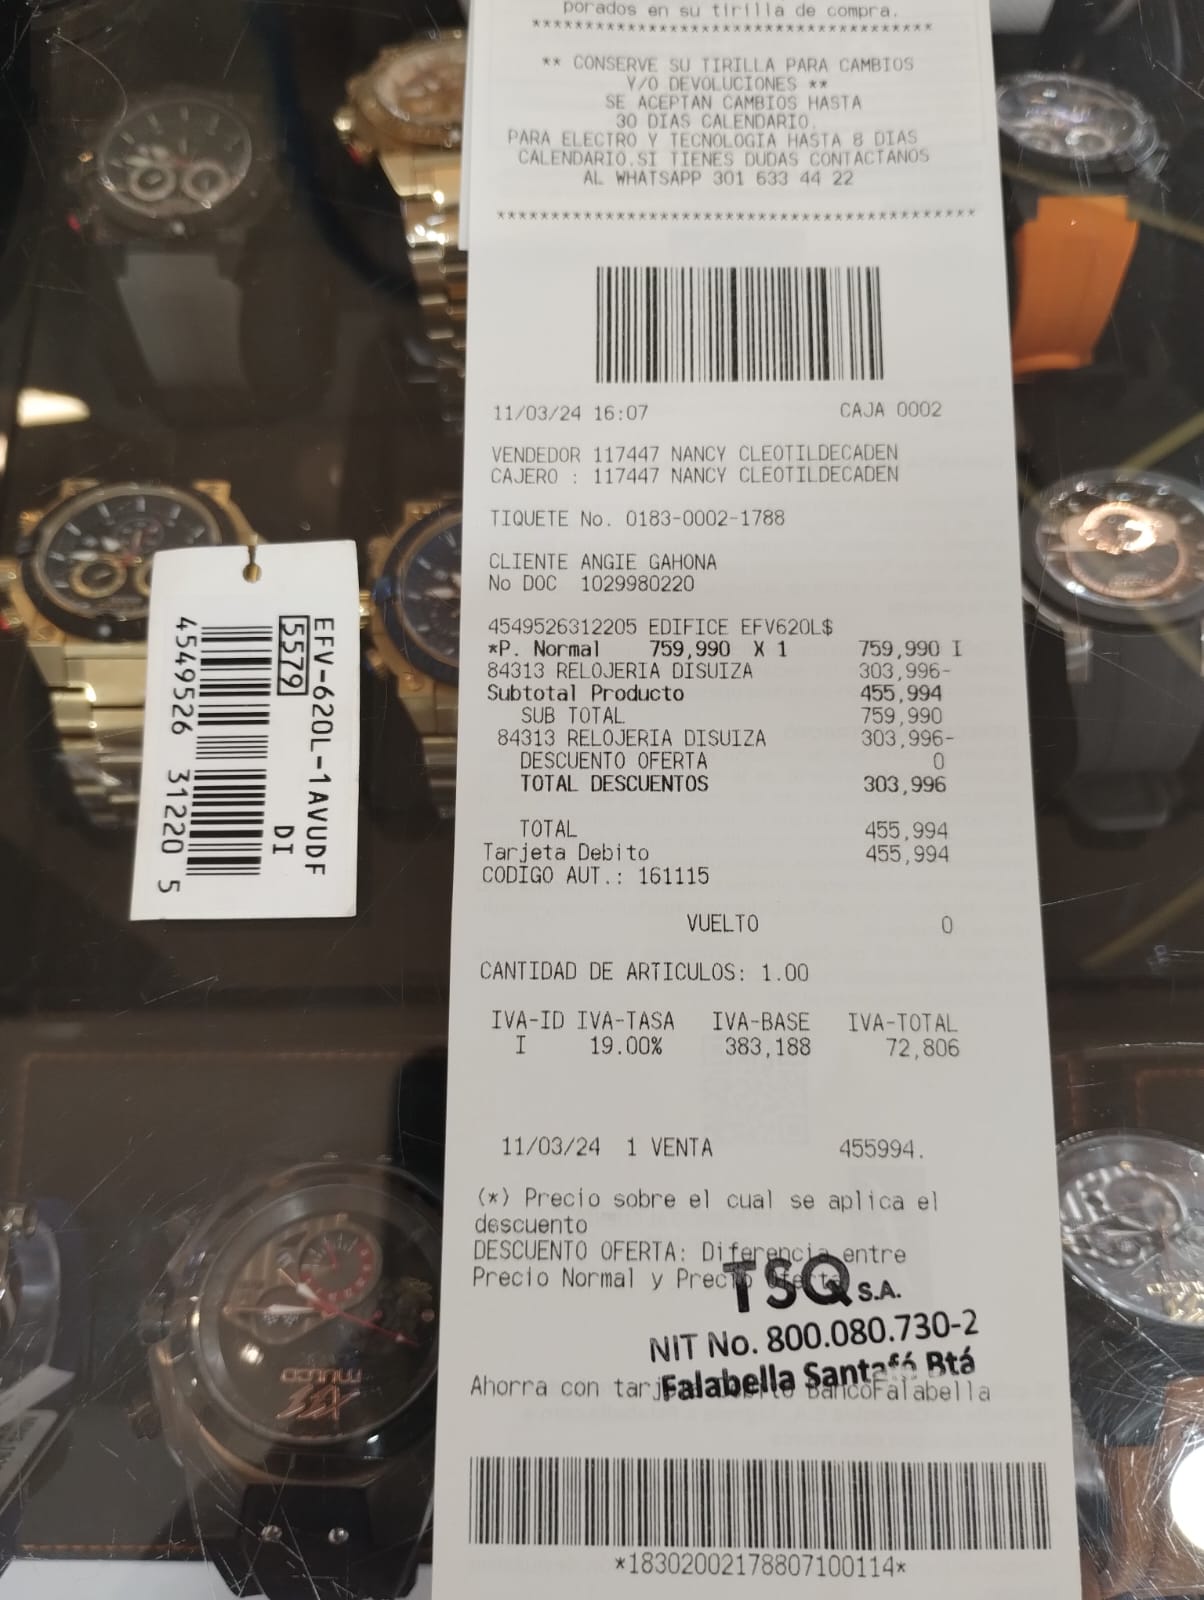 porados en su tirilla de compra.
****************************************
** CONSERVE SU TIRILLA PARA CAMBIOS
Y/O DEVOLUCIONES **
SE ACEPTAN CAMBIOS HASTA
30 DIAS CALENDARIO.
PARA ELECTRO Y TECNOLOGIA HASTA 8 DIAS
CALENDARIO.SI TIENES DUDAS CONTACTANOS
AL WHATSAPP 301 633 44 22
********************************************
11/03/24 16:07 CAJA 0002
VENDEDOR 117447 NANCY CLEOTILDECADEN
CAJERO : 117447 NANCY CLEOTILDECADEN
TIQUETE No. 0183-0002-1788
CLIENTE ANGIE GAHONA
No DOC 1029980220
4549526312205 EDIFICE EFV620L$
*P. Normal 759,990 X 1 759,990 I
84313 RELOJERIA DISUIZA 303,996-
Subtotal Producto 455,994
SUB TOTAL 759,990
84313 RELOJERIA DISUIZA 303,996-
DESCUENTO OFERTA 0
TOTAL DESCUENTOS 303,996
TOTAL 455,994
Tarjeta Debito 455,994
CODIGO AUT.: 161115
VUELTO 0
CANTIDAD DE ARTICULOS: 1.00
IVA-ID IVA-TASA IVA-BASE IVA-TOTAL
I 19.00% 383,188 72,806
11/03/24 1 VENTA 455994.
(*) Precio sobre el cual se aplica el
descuento
DESCUENTO OFERTA: Diferencia entre
Precio Normal y Precio Oferta
TSQ S.A.
NIT No. 800.080.730-2
Falabella Santafé Btá
Ahorra con BancoFalabella
*18302002178807100114*
EFV-620L-1AVUDF
5579 DI
4549526 31220 5
mulco